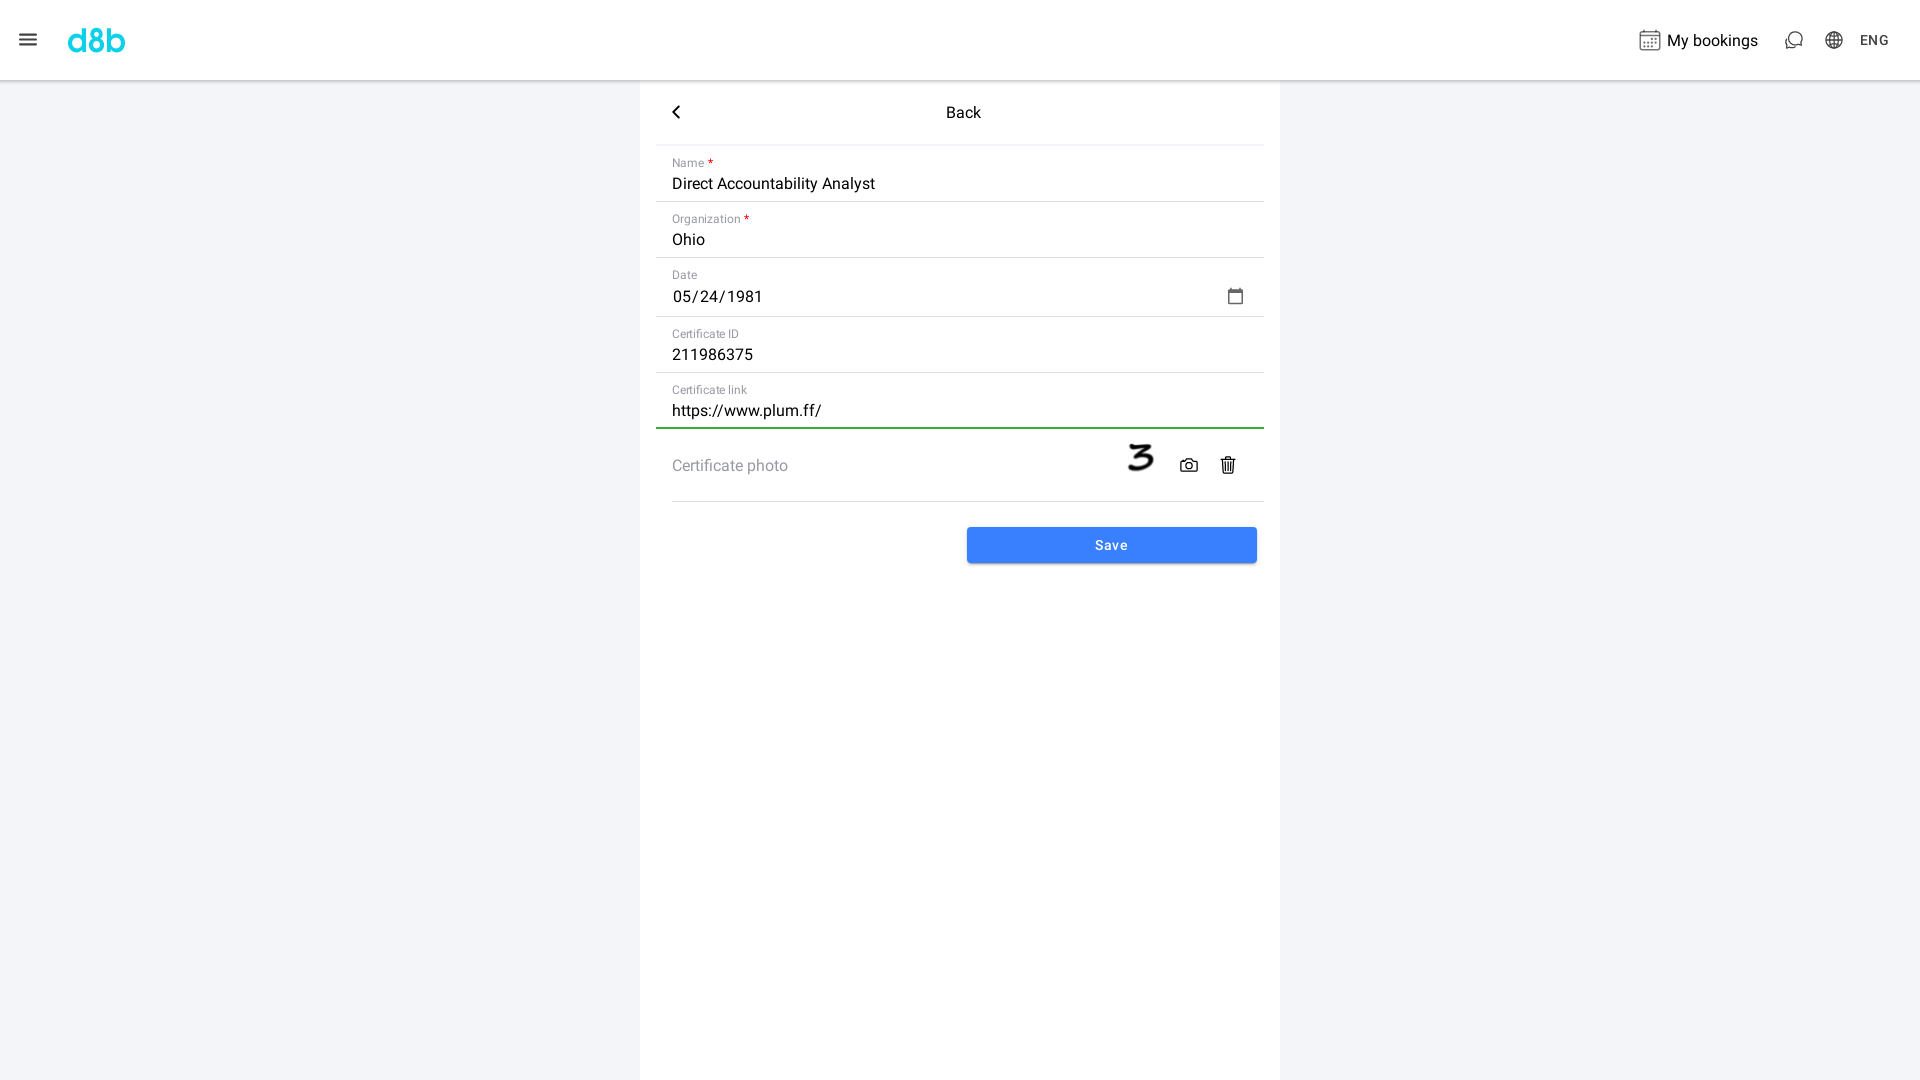 d8b
My bookings
ENG
Back
Name *
Direct Accountability Analyst
Organization *
Ohio
Date
05/24/1981
Certificate ID
211986375
Certificate link
https://www.plum.ff/
Certificate photo
3
Save